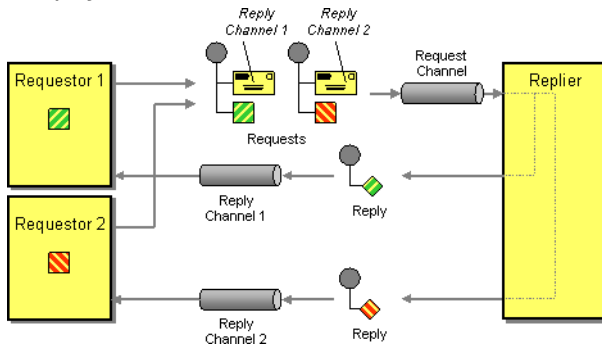 Reply
Channel 1
Reply
Channel 2
Request
Channel
Requestor 1
Replier
Requests
Reply
Channel 1
Reply
Requestor 2
Reply
Channel 2
Reply